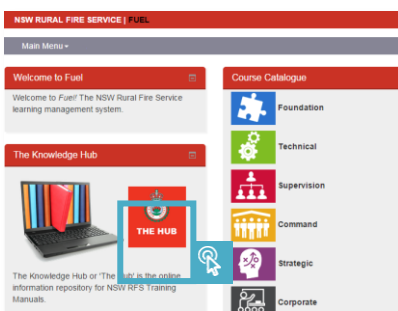 NSW RURAL FIRE SERVICE | FUEL
Main Menu
Welcome to Fuel
Welcome to Fuel! The NSW Rural Fire Service
learning management system.
The Knowledge Hub
THE HUB
The Knowledge Hub or 'The Hub' is the online
information repository for NSW RFS Training
Manuals.
Course Catalogue
Foundation
Technical
Supervision
Command
Strategic
Corporate